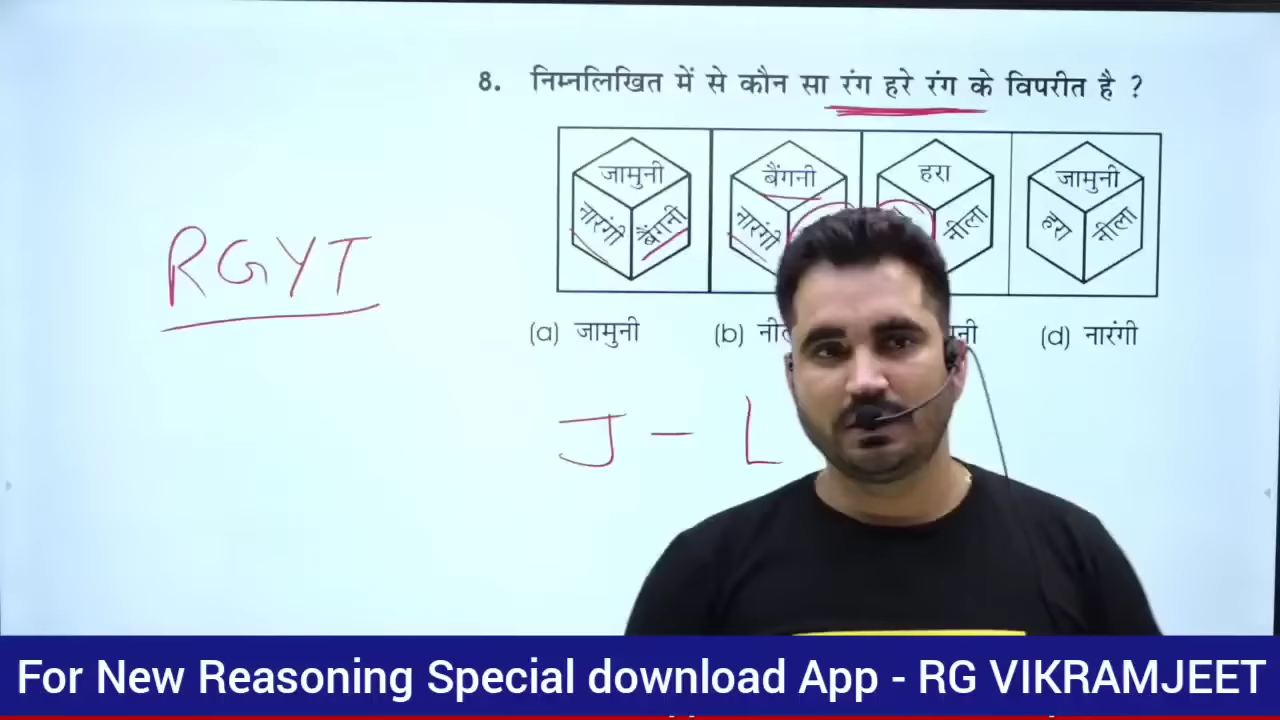 8. निम्नलिखित में से कौन सा रंग हरे रंग के विपरीत है ?
जामुनी
नारंगी
बैंगनी
बैंगनी
नारंगी
हरा
नीला
जामुनी
हरा
नीला
(a) जामुनी (b) (d) नारंगी
RGYT
J - L
For New Reasoning Special download App - RG VIKRAMJEET